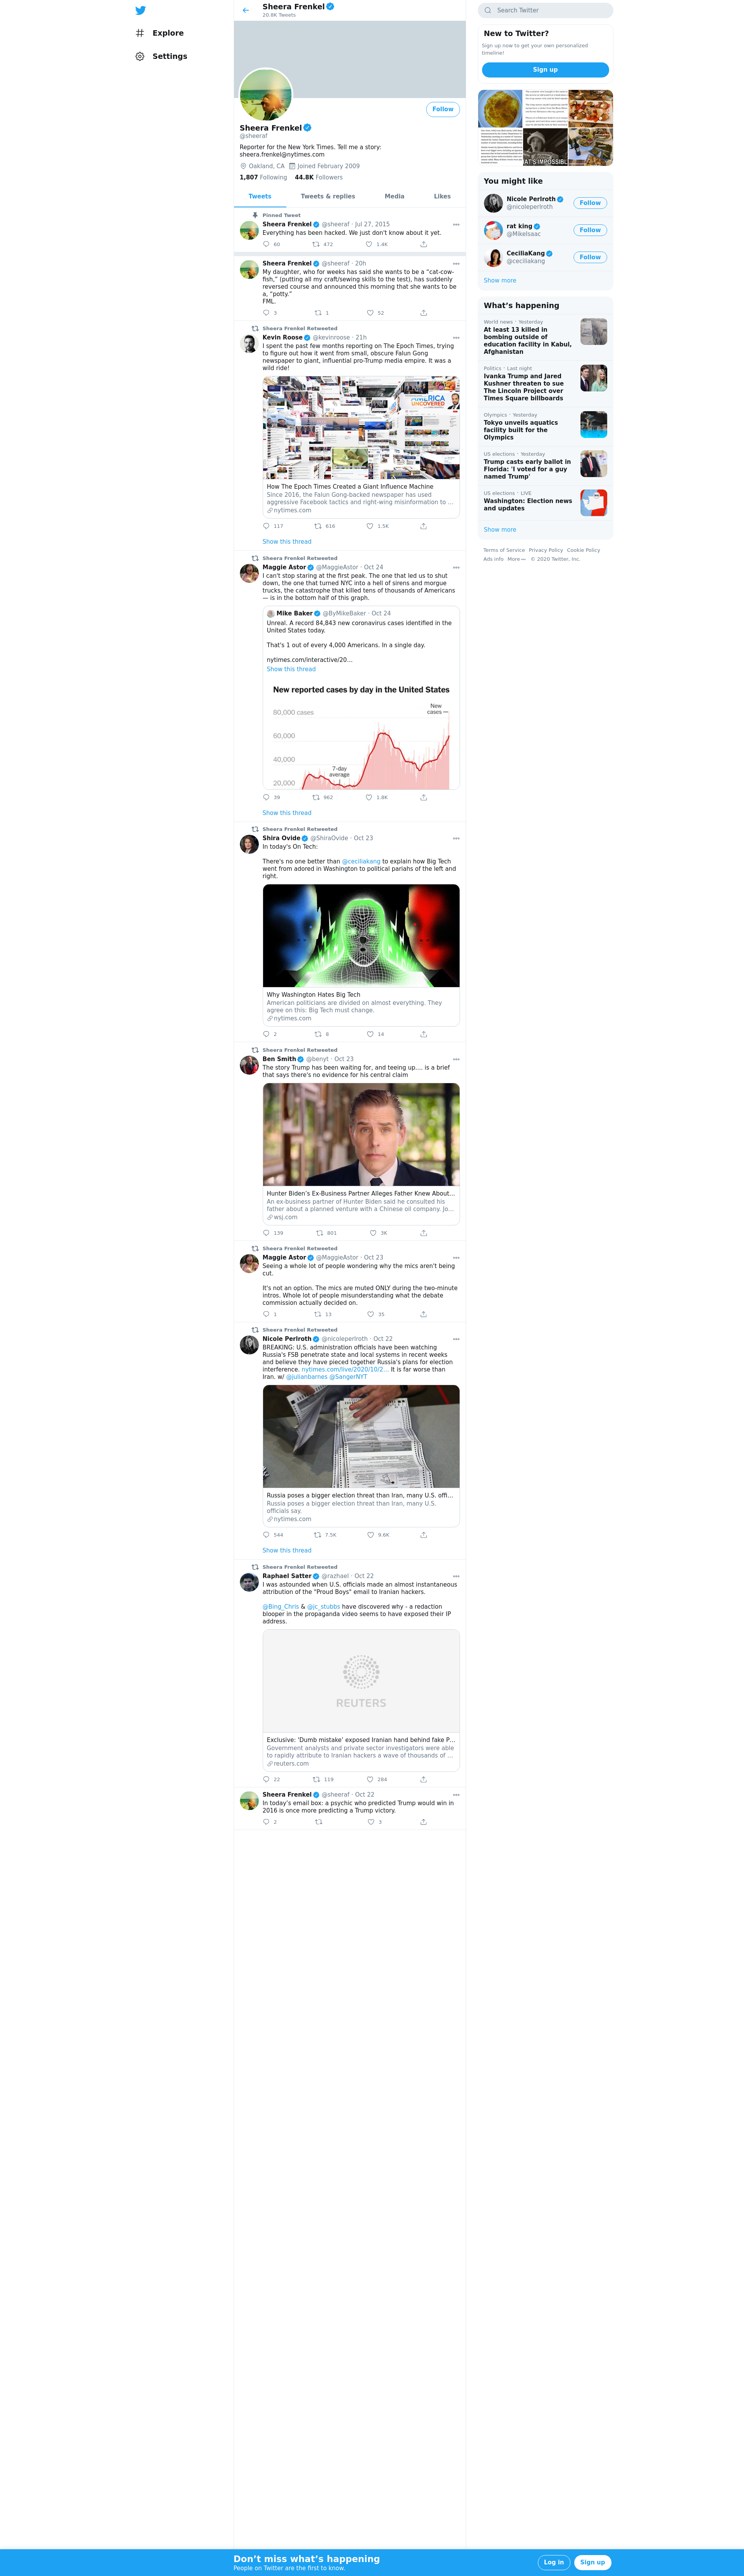 Explore
Settings
Sheera Frenkel
20.8K Tweets
Follow
Sheera Frenkel
@sheeraf
Reporter for the New York Times. Tell me a story:
sheera.frenkel@nytimes.com
Oakland, CA Joined February 2009
1,807 Following 44.8K Followers
Tweets Tweets & replies Media Likes
Pinned Tweet
Sheera Frenkel @sheeraf · Jul 27, 2015
Everything has been hacked. We just don't know about it yet.
60 472 1.4K
Sheera Frenkel @sheeraf · 20h
My daughter, who for weeks has said she wants to be a "cat-cow-
fish," (putting all my craft/sewing skills to the test), has suddenly
reversed course and announced this morning that she wants to be
a, "potty."
FML.
3 1 52
Sheera Frenkel Retweeted
Kevin Roose @kevinroose · 21h
I spent the past few months reporting on The Epoch Times, trying
to figure out how it went from small, obscure Falun Gong
newspaper to giant, influential pro-Trump media empire. It was a
wild ride!
AMERICA
UNCOVERED
How The Epoch Times Created a Giant Influence Machine
Since 2016, the Falun Gong-backed newspaper has used
aggressive Facebook tactics and right-wing misinformation to ...
nytimes.com
117 616 1.5K
Show this thread
Sheera Frenkel Retweeted
Maggie Astor @MaggieAstor · Oct 24
I can't stop staring at the first peak. The one that led us to shut
down, the one that turned NYC into a hell of sirens and morgue
trucks, the catastrophe that killed tens of thousands of Americans
— is in the bottom half of this graph.
Mike Baker @ByMikeBaker · Oct 24
Unreal. A record 84,843 new coronavirus cases identified in the
United States today.
That's 1 out of every 4,000 Americans. In a single day.
nytimes.com/interactive/20...
Show this thread
New reported cases by day in the United States
80,000 cases
New
cases
60,000
40,000
7-day
average
20,000
39 962 1.8K
Show this thread
Sheera Frenkel Retweeted
Shira Ovide @ShiraOvide · Oct 23
In today's On Tech:
There's no one better than @ceciliakang to explain how Big Tech
went from adored in Washington to political pariahs of the left and
right.
Why Washington Hates Big Tech
American politicians are divided on almost everything. They
agree on this: Big Tech must change.
nytimes.com
2 8 14
Sheera Frenkel Retweeted
Ben Smith @benyt · Oct 23
The story Trump has been waiting for, and teeing up.... is a brief
that says there's no evidence for his central claim
Hunter Biden's Ex-Business Partner Alleges Father Knew About...
An ex-business partner of Hunter Biden said he consulted his
father about a planned venture with a Chinese oil company. Jo...
wsj.com
139 801 3K
Sheera Frenkel Retweeted
Maggie Astor @MaggieAstor · Oct 23
Seeing a whole lot of people wondering why the mics aren't being
cut.
It's not an option. The mics are muted ONLY during the two-minute
intros. Whole lot of people misunderstanding what the debate
commission actually decided on.
1 13 35
Sheera Frenkel Retweeted
Nicole Perlroth @nicoleperlroth · Oct 22
BREAKING: U.S. administration officials have been watching
Russia's FSB penetrate state and local systems in recent weeks
and believe they have pieced together Russia's plans for election
interference. nytimes.com/live/2020/10/2... It is far worse than
Iran. w/ @julianbarnes @SangerNYT
Russia poses a bigger election threat than Iran, many U.S. offi...
Russia poses a bigger election threat than Iran, many U.S.
officials say.
nytimes.com
544 7.5K 9.6K
Show this thread
Sheera Frenkel Retweeted
Raphael Satter @razhael · Oct 22
I was astounded when U.S. officials made an almost instantaneous
attribution of the "Proud Boys" email to Iranian hackers.
@Bing_Chris & @jc_stubbs have discovered why - a redaction
blooper in the propaganda video seems to have exposed their IP
address.
REUTERS
Exclusive: 'Dumb mistake' exposed Iranian hand behind fake P...
Government analysts and private sector investigators were able
to rapidly attribute to Iranian hackers a wave of thousands of ...
reuters.com
22 119 264
Sheera Frenkel @sheeraf · Oct 22
In today's email box: a psychic who predicted Trump would win in
2016 is once more predicting a Trump victory.
2 3
Search Twitter
New to Twitter?
Sign up now to get your own personalized
timeline!
Sign up
AT'S IMPOSSIBL
You might like
Nicole Perlroth
@nicoleperlroth
Follow
rat king
@MikeIsaac
Follow
CeciliaKang
@ceciliakang
Follow
Show more
What's happening
World news · Yesterday
At least 13 killed in
bombing outside of
education facility in Kabul,
Afghanistan
Politics · Last night
Ivanka Trump and Jared
Kushner threaten to sue
The Lincoln Project over
Times Square billboards
Olympics · Yesterday
Tokyo unveils aquatics
facility built for the
Olympics
US elections · Yesterday
Trump casts early ballot in
Florida: 'I voted for a guy
named Trump'
US elections · LIVE
Washington: Election news
and updates
Show more
Terms of Service Privacy Policy Cookie Policy
Ads info More © 2020 Twitter, Inc.
Don't miss what's happening
People on Twitter are the first to know.
Log in Sign up